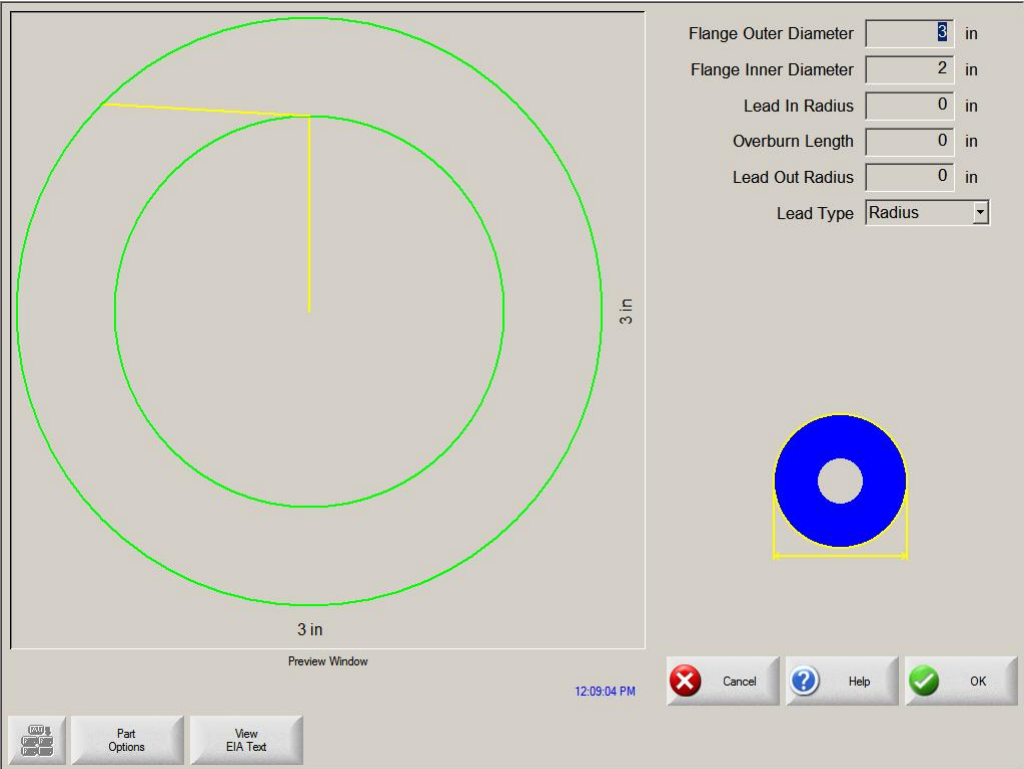 Flange Outer Diameter 3 in
Flange Inner Diameter 2 in
Lead In Radius 0 in
Overburn Length 0 in
Lead Out Radius 0 in
Lead Type Radius
3 in
3 in
Preview Window
12:09:04 PM
Cancel
Help
OK
Part
Options
View
EIA Text